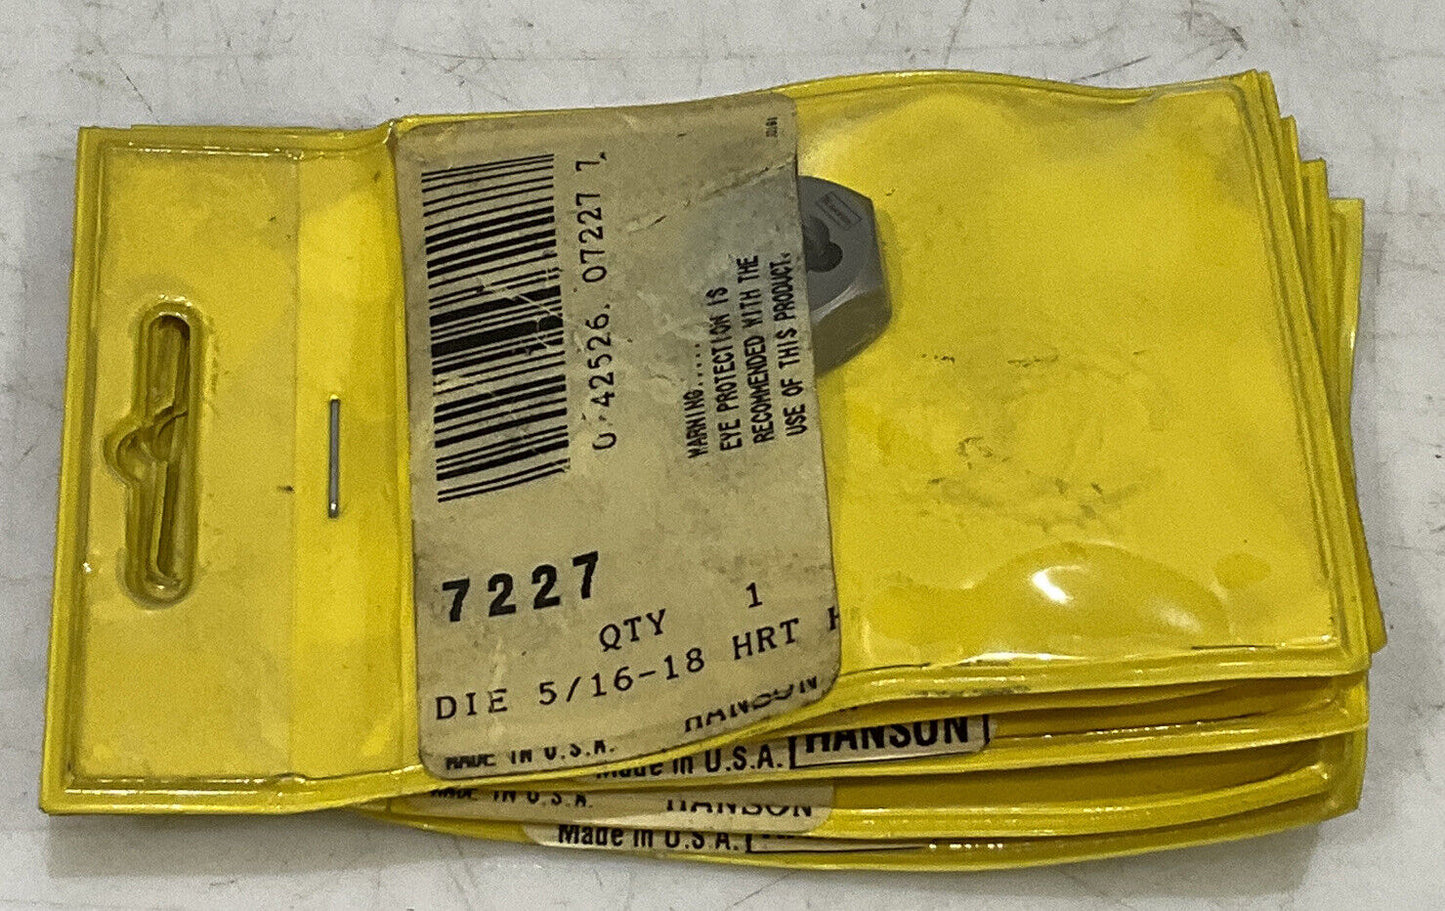 0 42526 07227 7
WARNING.....
EYE PROTECTION IS
RECOMMENDED WITH THE
USE OF THIS PRODUCT.
7227
QTY 1
DIE 5/16-18 HRT H
MADE IN U.S.A. HANSON
Made in U.S.A. HANSON
MADE IN U.S.A. HANSON
Made in U.S.A.